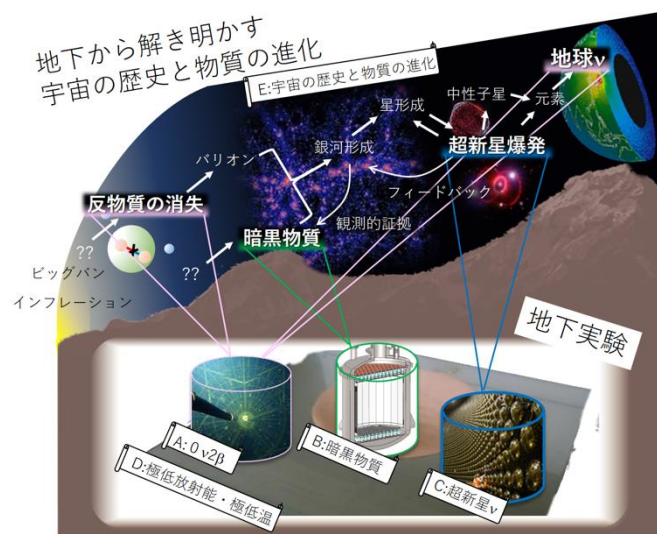 地下から解き明かす
宇宙の歴史と物質の進化
E:宇宙の歴史と物質の進化
地球ν
中性子星
元素
星形成
超新星爆発
銀河形成
バリオン
フィードバック
反物質の消失
観測的証拠
暗黒物質
??
??
ビッグバン
インフレーション
地下実験
A:0ν2β
B:暗黒物質
C:超新星ν
D:極低放射能・極低温